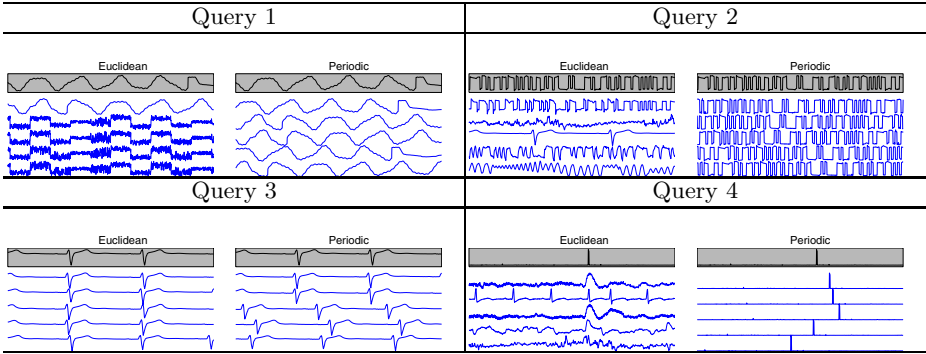 Query 1
Query 2
Euclidean
Periodic
Euclidean
Periodic
Query 3
Query 4
Euclidean
Periodic
Euclidean
Periodic